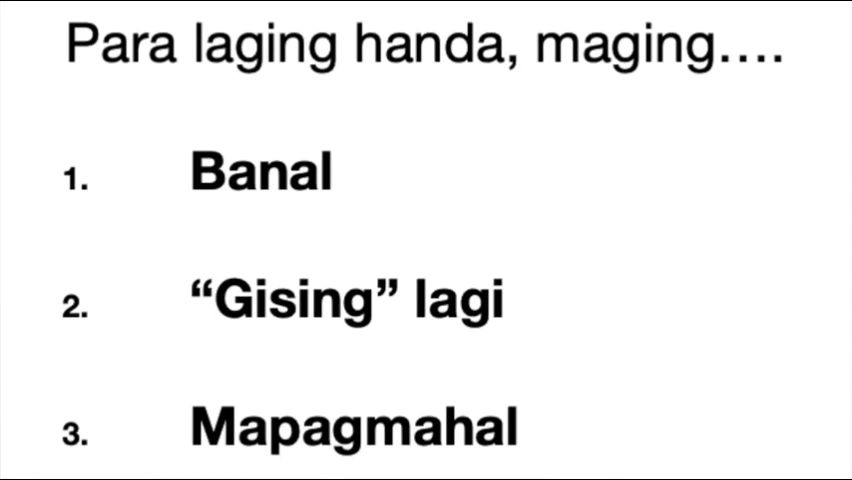 Para laging handa, maging....
1. Banal
2. “Gising” lagi
3. Mapagmahal